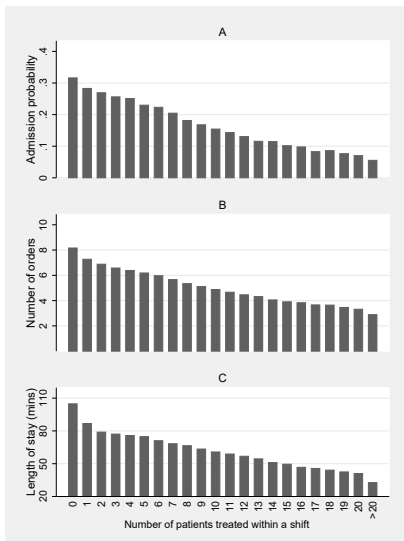 A
Admission probability
.4
.3
.2
.1
0
B
Number of orders
10
8
6
4
2
C
Length of stay (mins)
110
80
50
20
0 1 2 3 4 5 6 7 8 9 10 11 12 13 14 15 16 17 18 19 20 >20
Number of patients treated within a shift